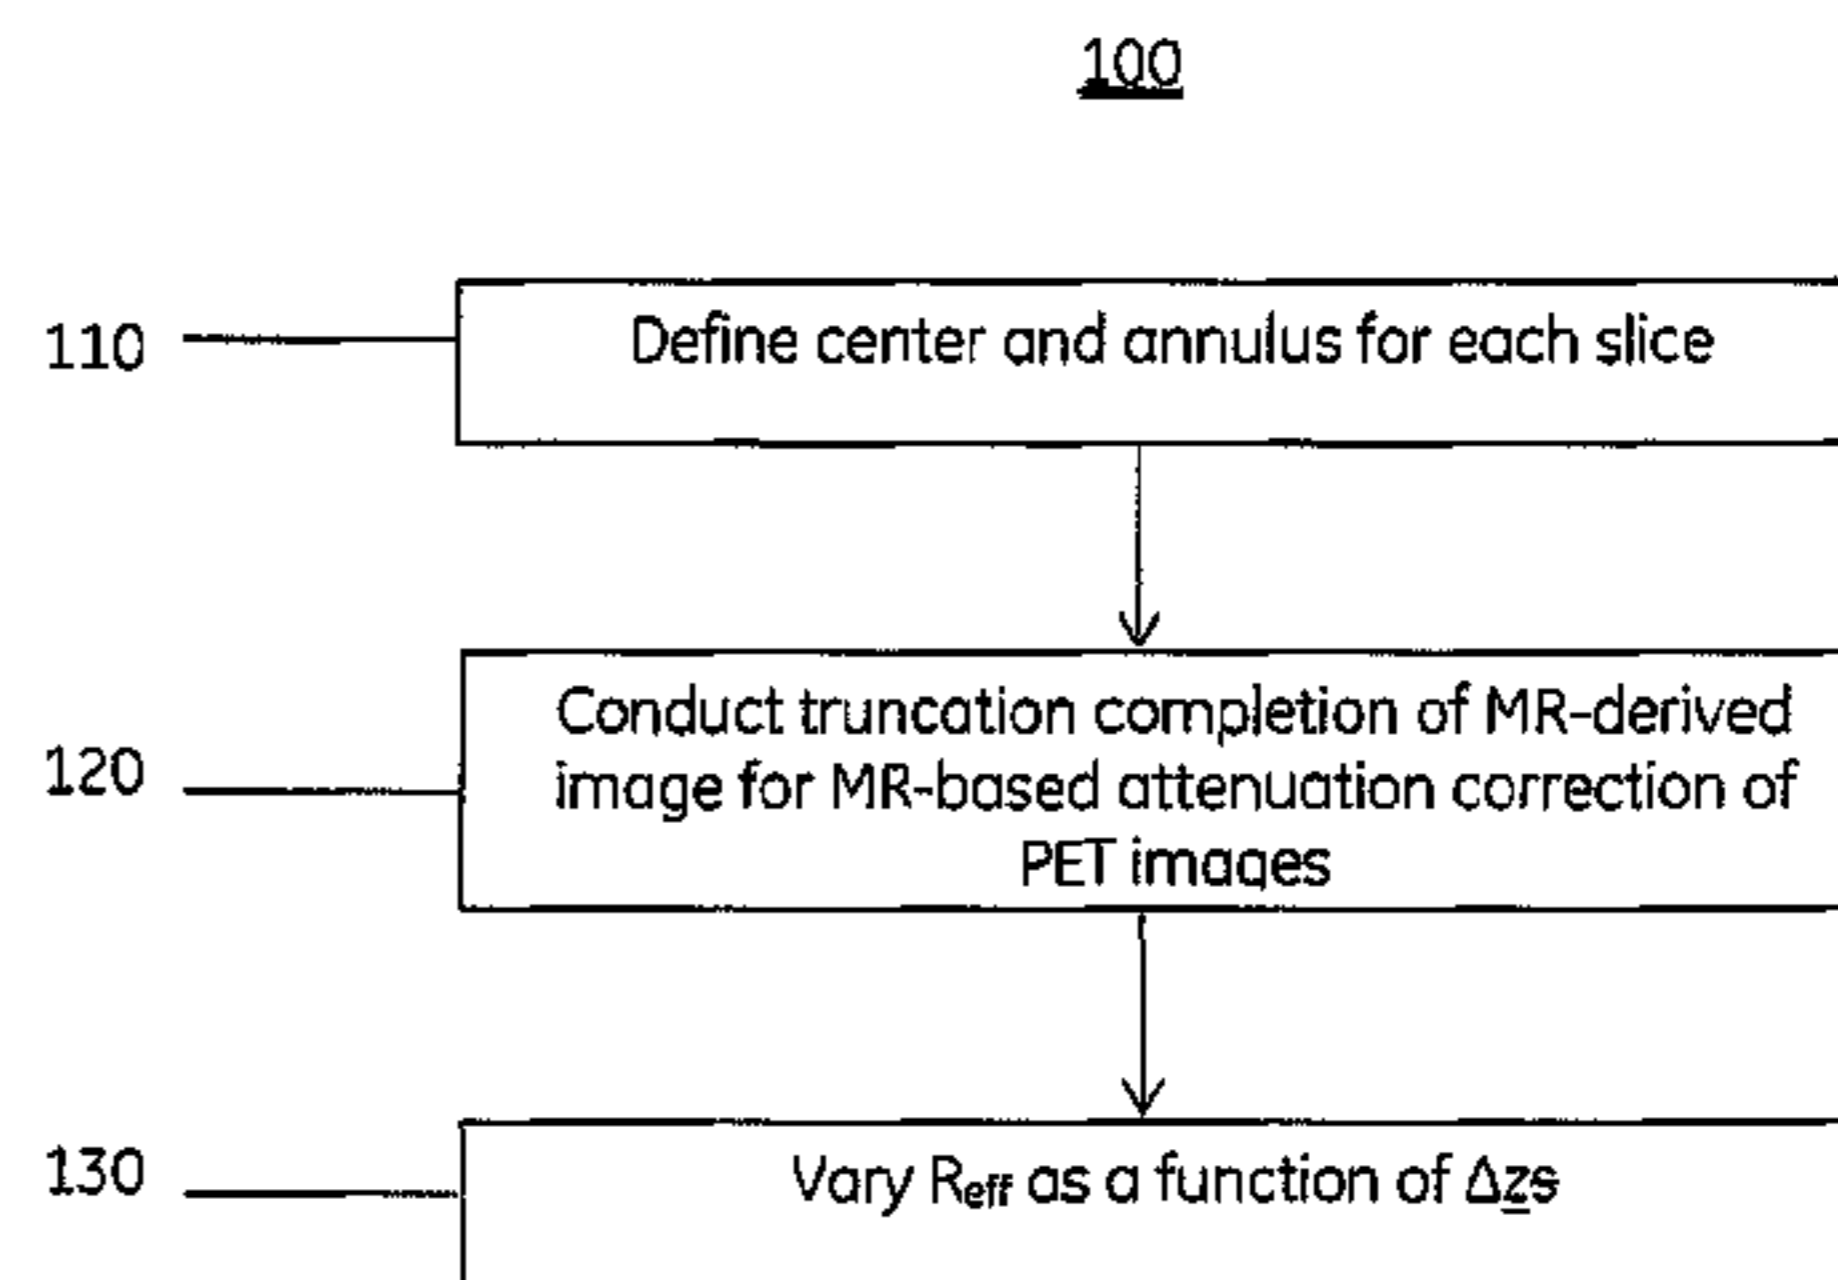 100
110
Define center and annulus for each slice
120
Conduct truncation completion of MR-derived
image for MR-based attenuation correction of
PET images
130
Vary Reff as a function of Δzs